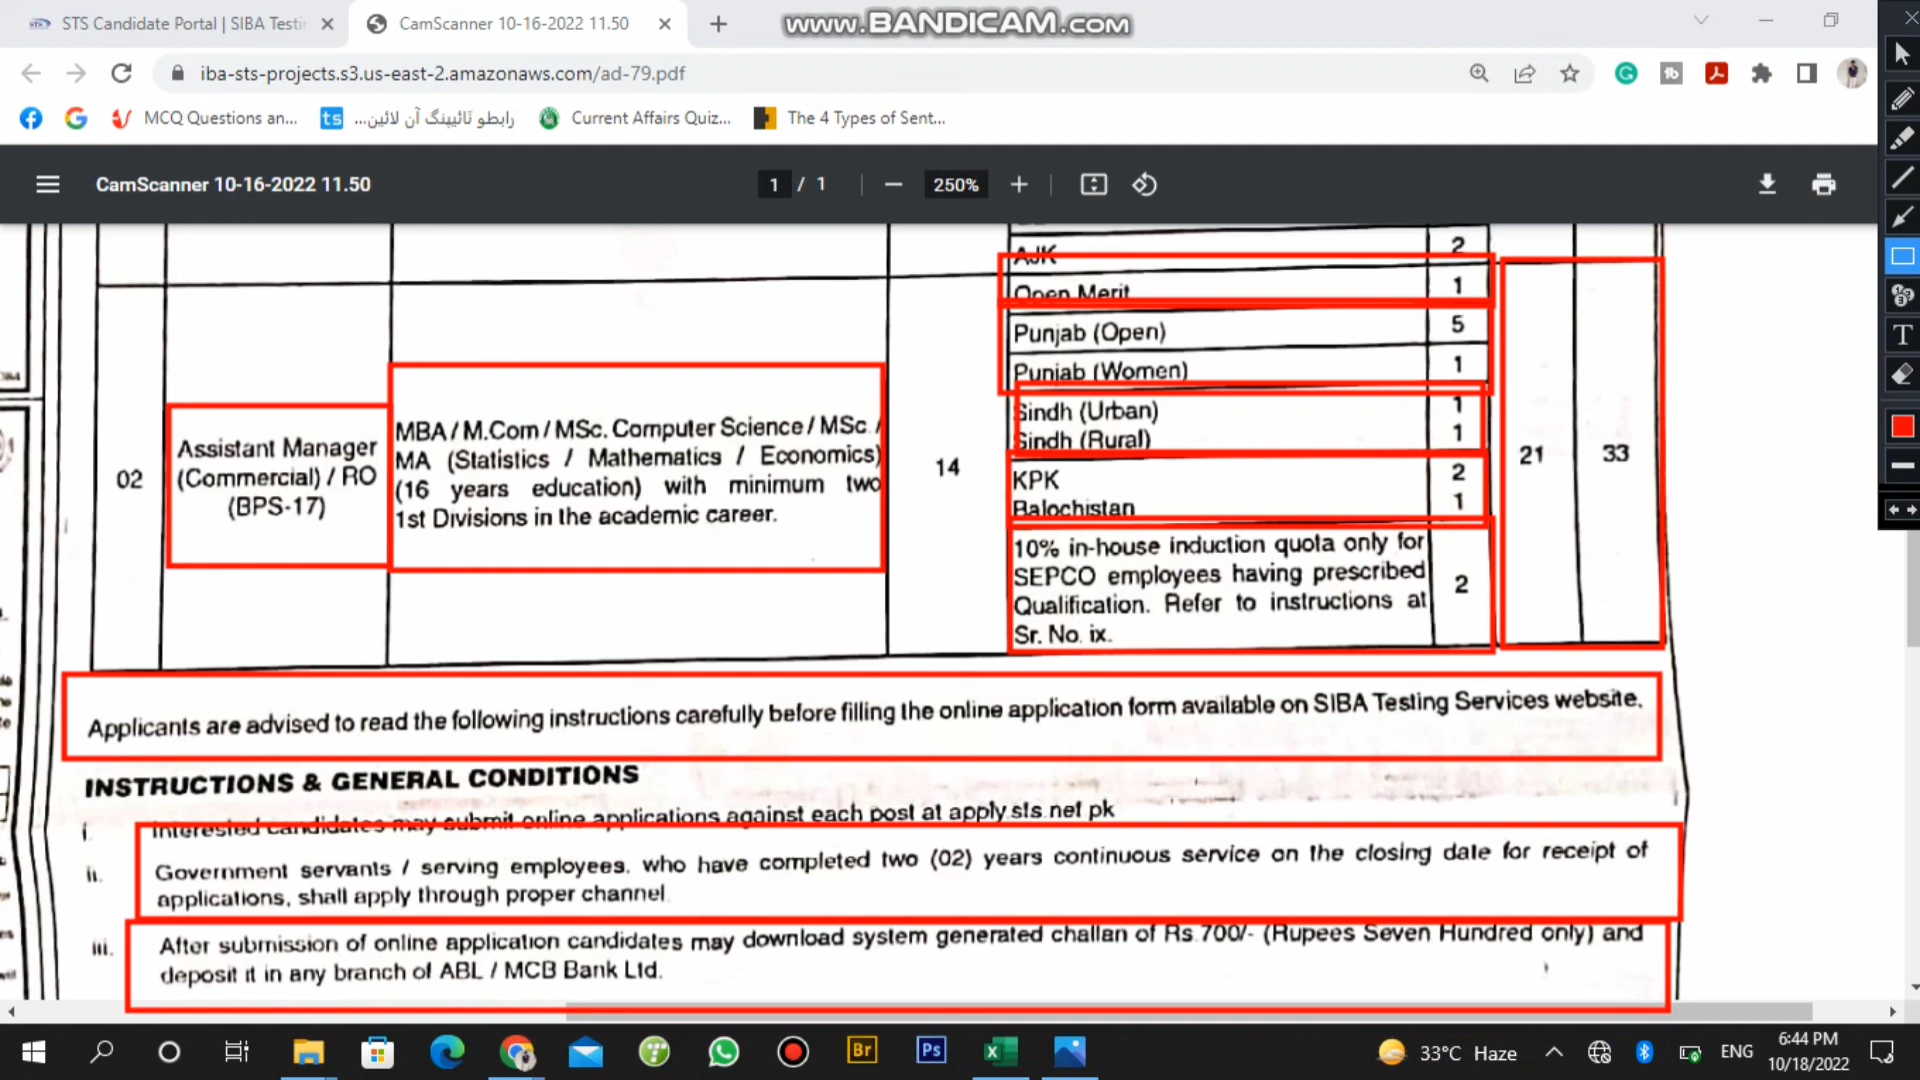 STS Candidate Portal | SIBA Testi
CamScanner 10-16-2022 11.50
www.BANDICAM.com
iba-sts-projects.s3.us-east-2.amazonaws.com/ad-79.pdf
MCQ Questions an...
ts
رابطو ٽائيپنگ آن لائين...
Current Affairs Quiz...
The 4 Types of Sent...
CamScanner 10-16-2022 11.50
1 / 1
250%
AJK 2
Open Merit 1
Punjab (Open) 5
Punjab (Women) 1
Sindh (Urban) 1
Sindh (Rural) 1
KPK 2
Balochistan 1
10% in-house induction quota only for
SEPCO employees having prescribed
Qualification. Refer to instructions at
Sr. No. ix.
2
02
Assistant Manager
(Commercial) / RO
(BPS-17)
MBA / M.Com / MSc. Computer Science / MSc /
MA (Statistics / Mathematics / Economics)
(16 years education) with minimum two
1st Divisions in the academic career.
14
21
33
Applicants are advised to read the following instructions carefully before filling the online application form available on SIBA Testing Services website.
INSTRUCTIONS & GENERAL CONDITIONS
i. Interested candidates may submit online applications against each post at apply.sts.net.pk
ii. Government servants / serving employees, who have completed two (02) years continuous service on the closing date for receipt of
applications, shall apply through proper channel.
iii. After submission of online application candidates may download system generated challan of Rs.700/- (Rupees Seven Hundred only) and
deposit it in any branch of ABL / MCB Bank Ltd.
T
Br
Ps
33°C Haze
ENG
6:44 PM
10/18/2022